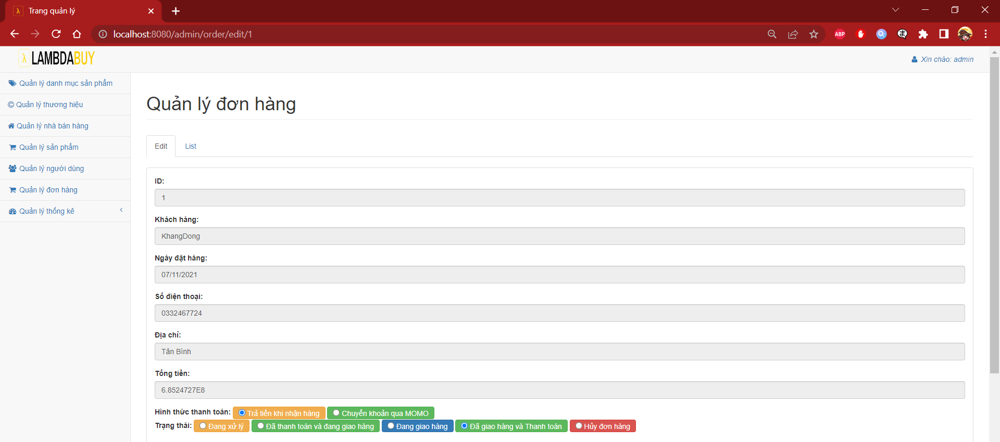 Trang quản lý
localhost:8080/admin/order/edit/1
ABP
λ LAMBDABUY
Xin chào: admin
Quản lý danh mục sản phẩm
Quản lý thương hiệu
Quản lý nhà bán hàng
Quản lý sản phẩm
Quản lý người dùng
Quản lý đơn hàng
Quản lý thống kê
Quản lý đơn hàng
Edit List
ID:
1
Khách hàng:
KhangDong
Ngày đặt hàng:
07/11/2021
Số điện thoại:
0332467724
Địa chỉ:
Tân Bình
Tổng tiền:
6.8524727E8
Hình thức thanh toán: Trả tiền khi nhận hàng Chuyển khoản qua MOMO
Trạng thái: Đang xử lý Đã thanh toán và đang giao hàng Đang giao hàng Đã giao hàng và Thanh toán Hủy đơn hàng